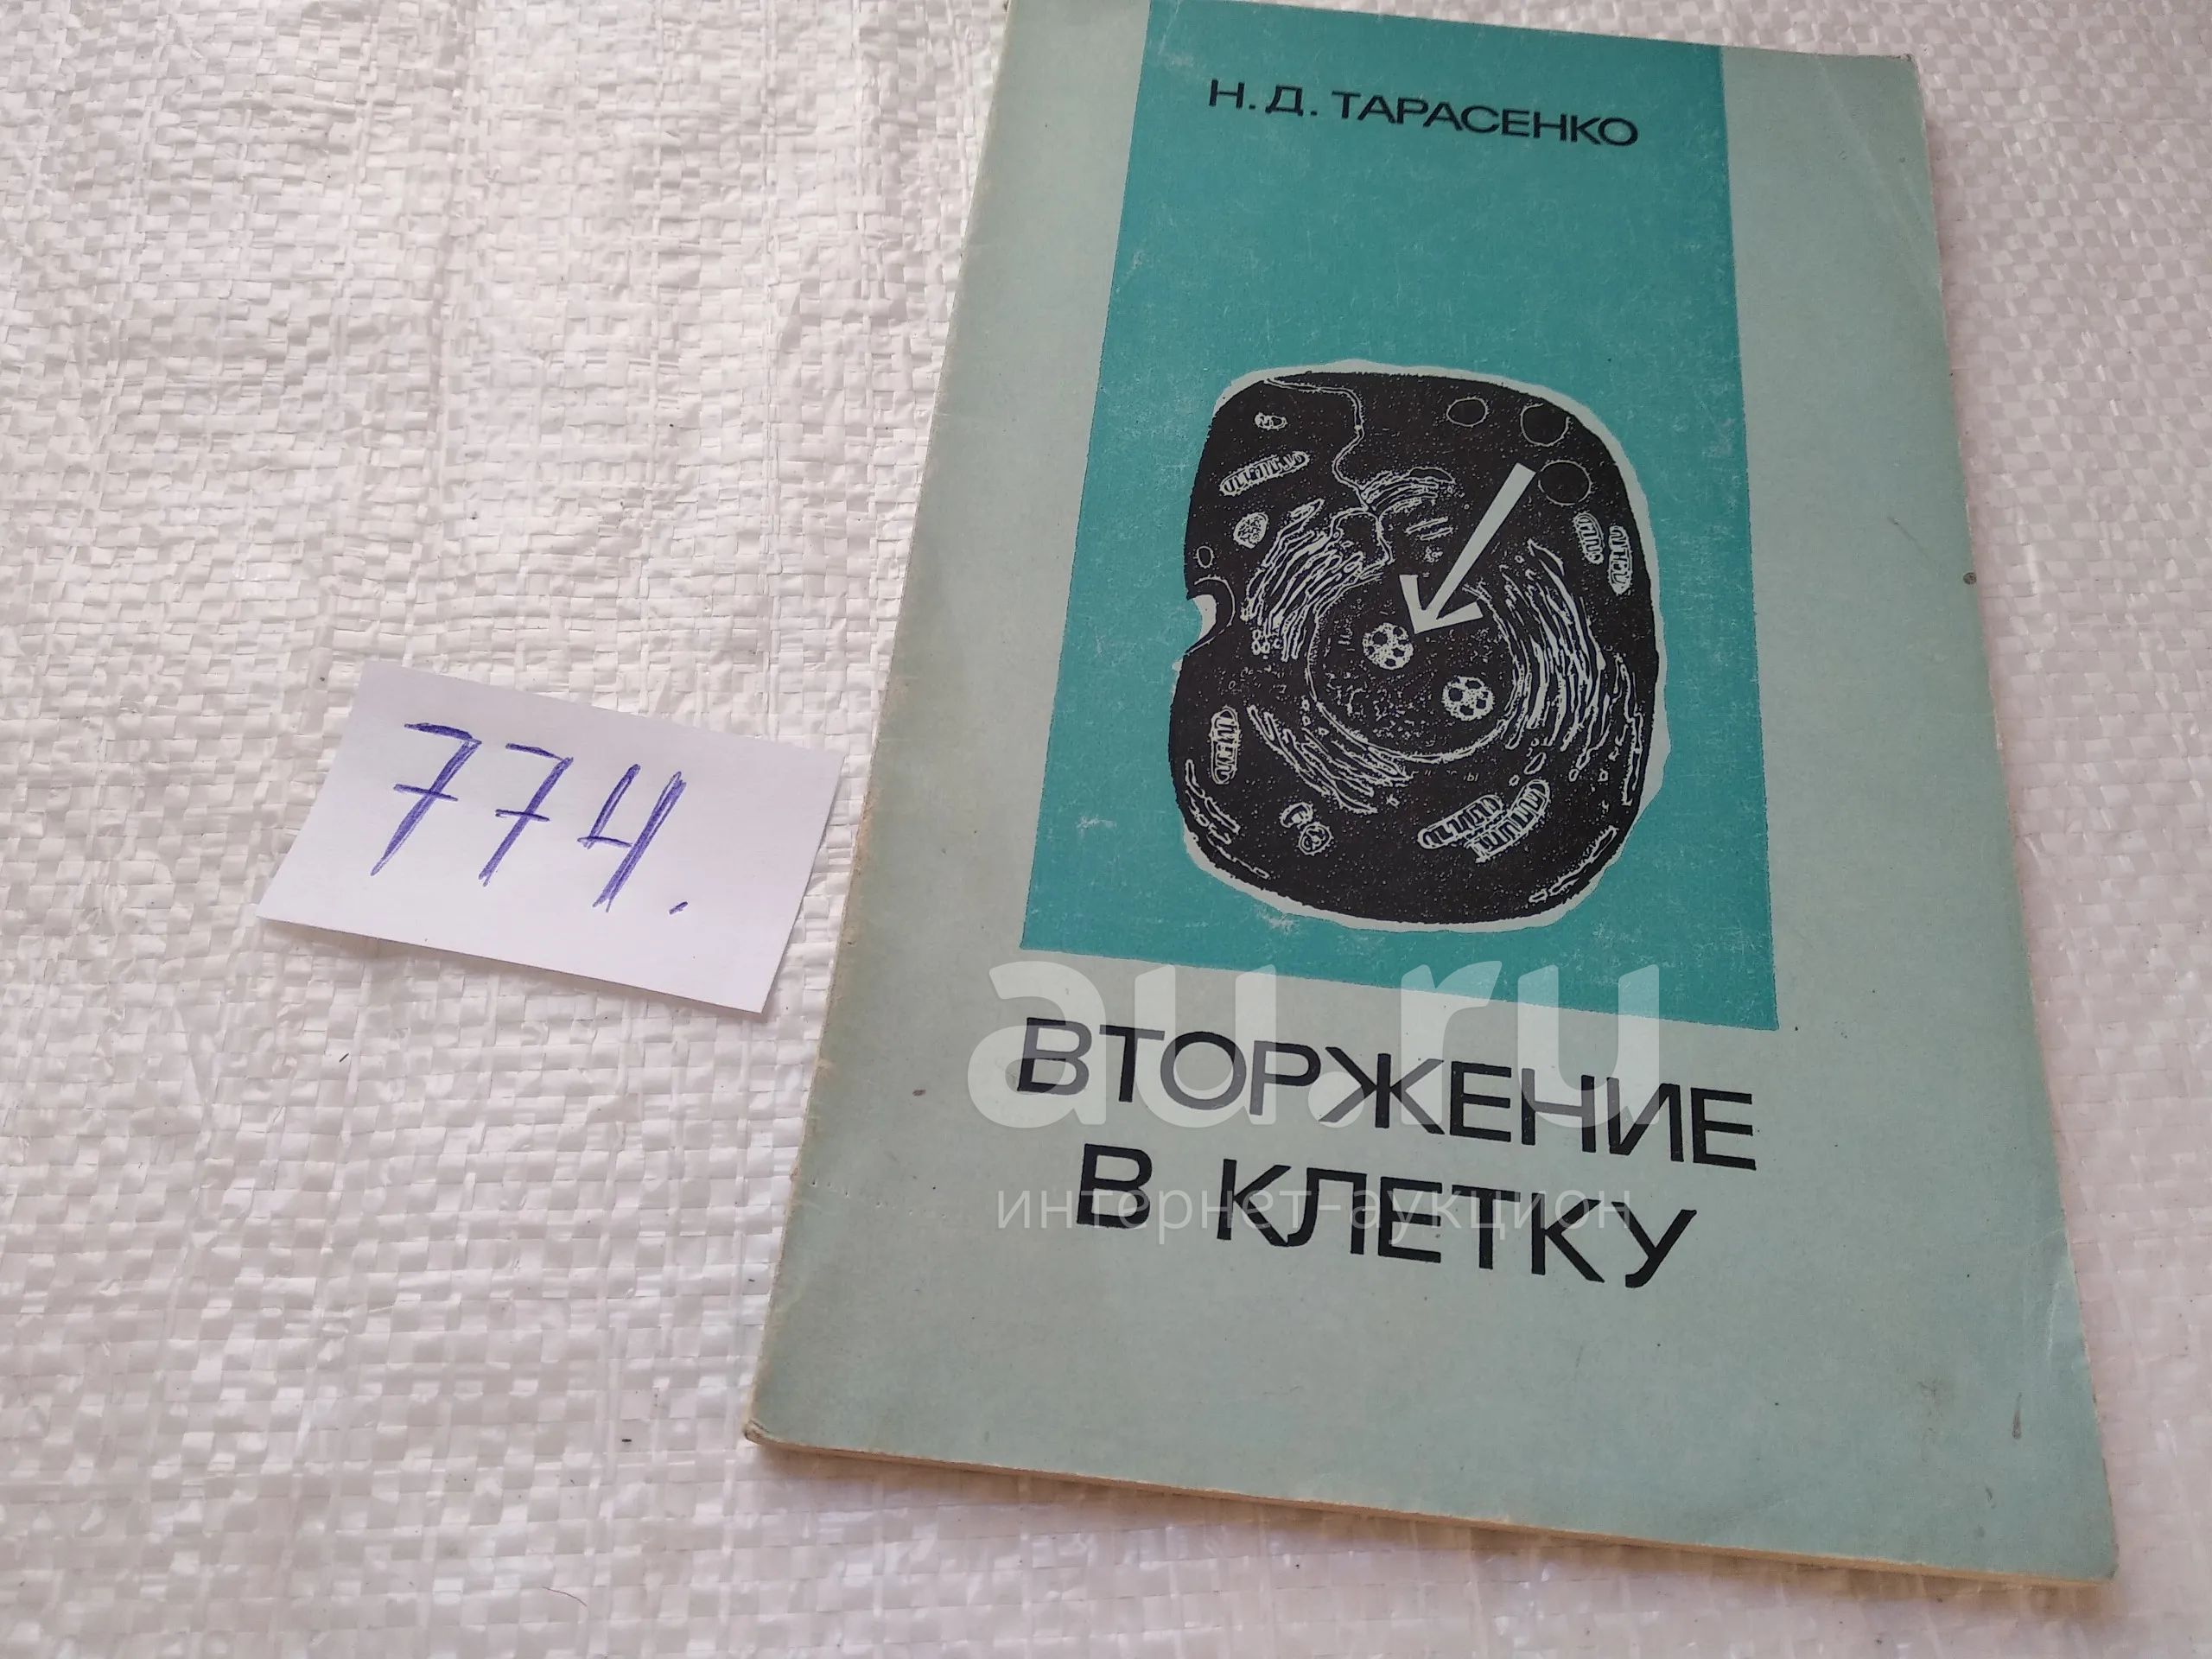 Н. Д. ТАРАСЕНКО
774.
au.ru
ВТОРЖЕНИЕ
В КЛЕТКУ
интернет-аукцион